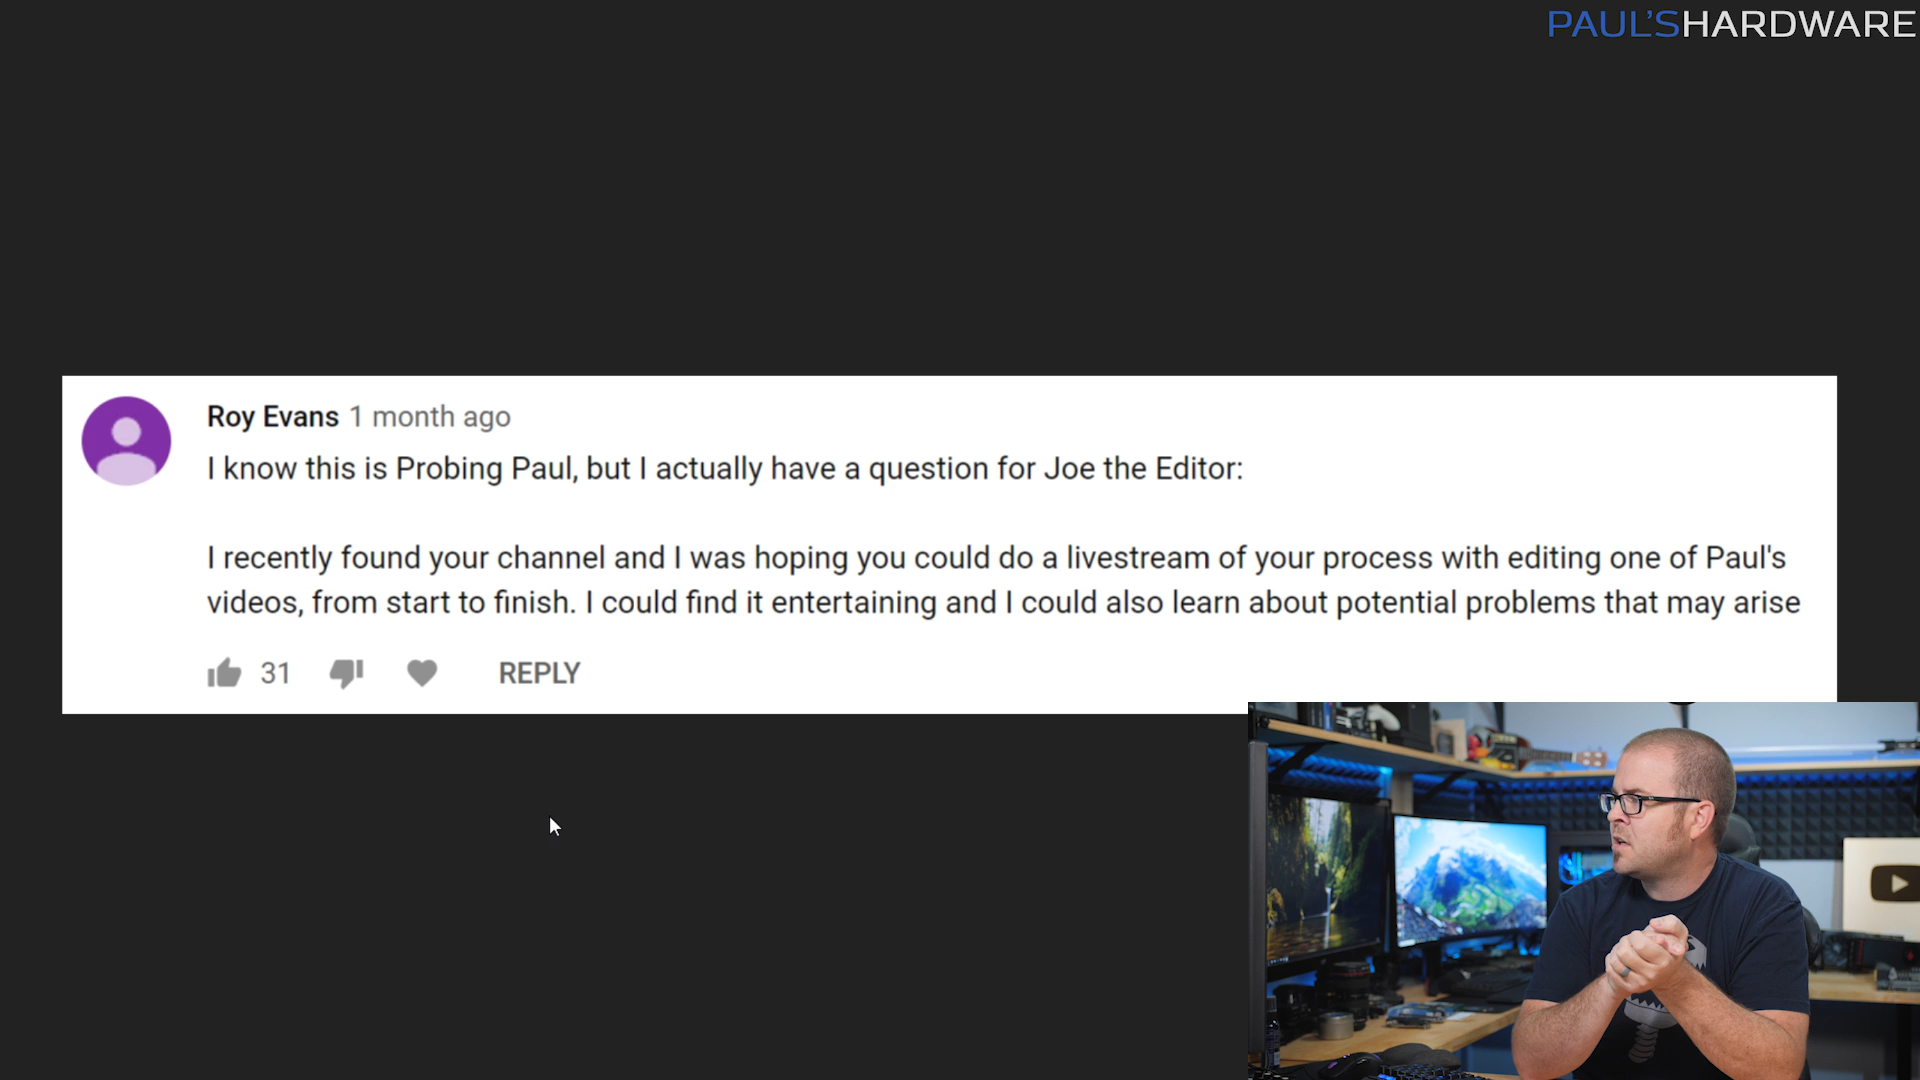 PAUL'SHARDWARE
Roy Evans 1 month ago
I know this is Probing Paul, but I actually have a question for Joe the Editor:
I recently found your channel and I was hoping you could do a livestream of your process with editing one of Paul's
videos, from start to finish. I could find it entertaining and I could also learn about potential problems that may arise
31 REPLY